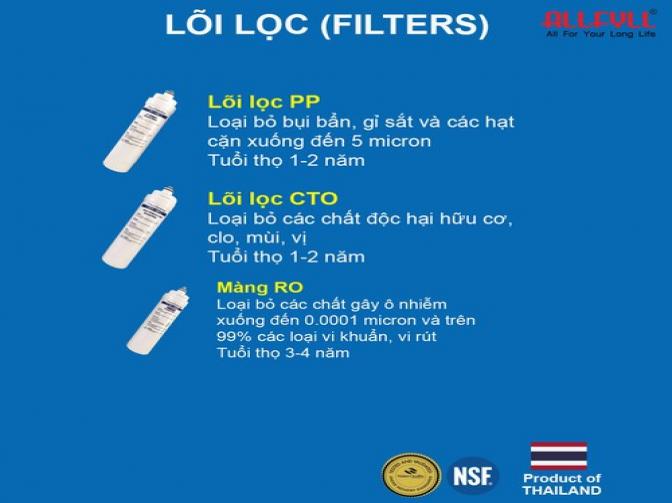 LÕI LỌC (FILTERS)
ALLFYLL®
All For Your Long Life
Lõi lọc PP
Loại bỏ bụi bẩn, gỉ sắt và các hạt
cặn xuống đến 5 micron
Tuổi thọ 1-2 năm
Lõi lọc CTO
Loại bỏ các chất độc hại hữu cơ,
clo, mùi, vị
Tuổi thọ 1-2 năm
Màng RO
Loại bỏ các chất gây ô nhiễm
xuống đến 0.0001 micron và trên
99% các loại vi khuẩn, vi rút
Tuổi thọ 3-4 năm
NSF
Product of
THAILAND